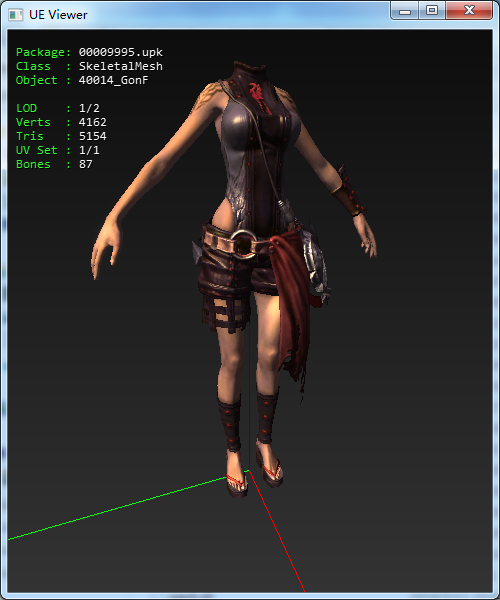 UE Viewer
Package: 00009995.upk
Class  : SkeletalMesh
Object : 40014_GonF
LOD    : 1/2
Verts  : 4162
Tris   : 5154
UV Set : 1/1
Bones  : 87